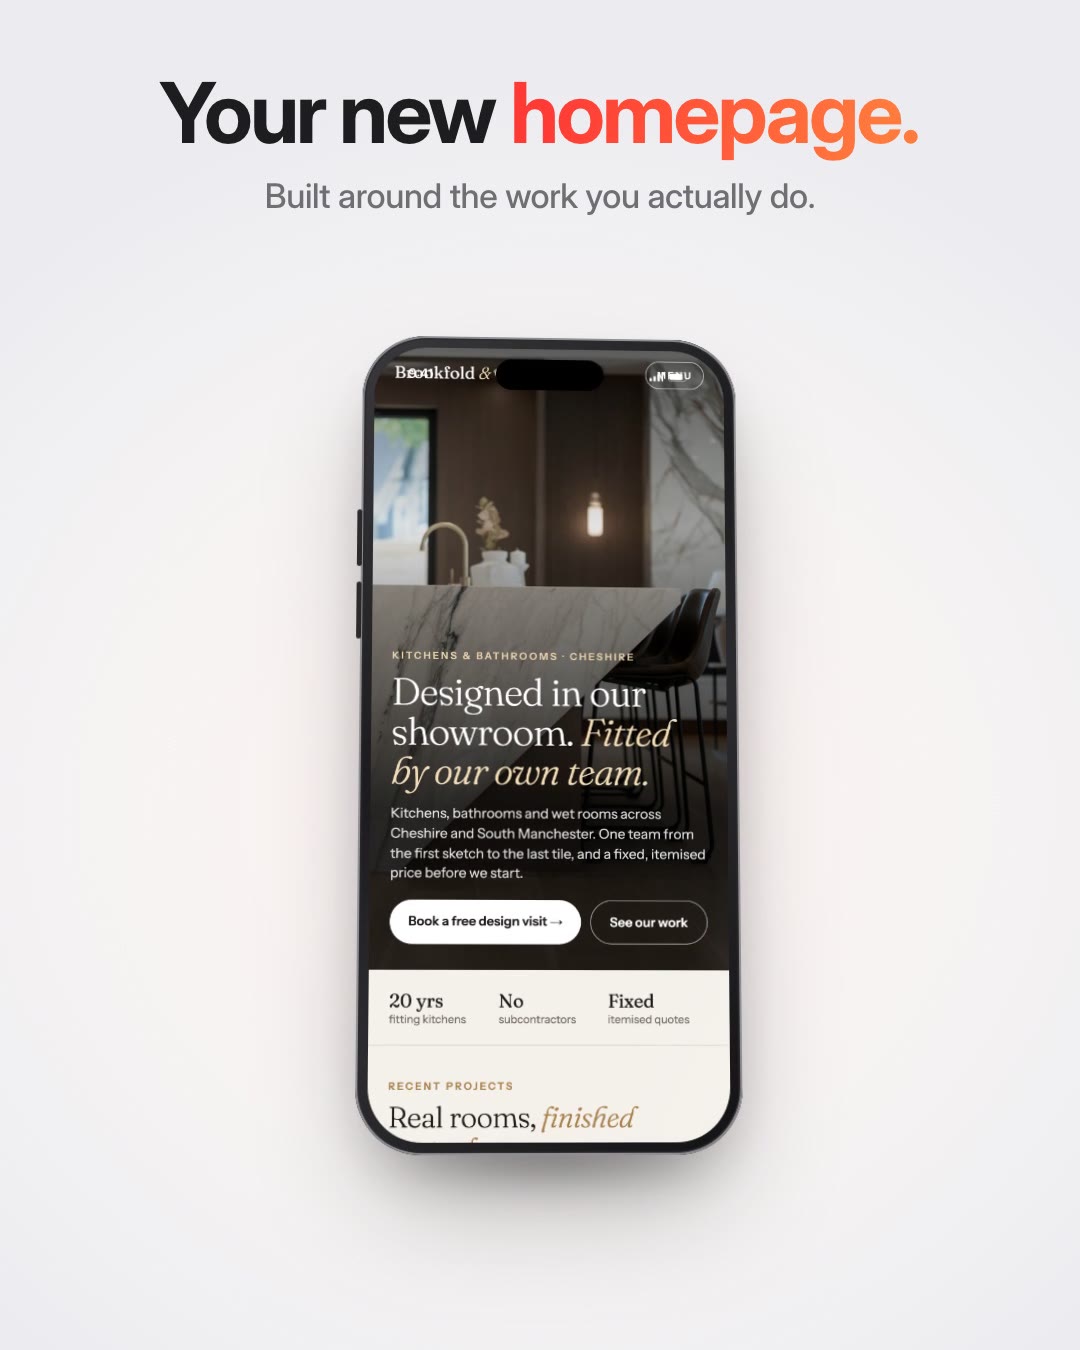 Your new homepage.
Built around the work you actually do.
Brookfold &
KITCHENS & BATHROOMS · CHESHIRE
Designed in our
showroom. Fitted
by our own team.
Kitchens, bathrooms and wet rooms across
Cheshire and South Manchester. One team from
the first sketch to the last tile, and a fixed, itemised
price before we start.
Book a free design visit →
See our work
20 yrs
fitting kitchens
No
subcontractors
Fixed
itemised quotes
RECENT PROJECTS
Real rooms, finished